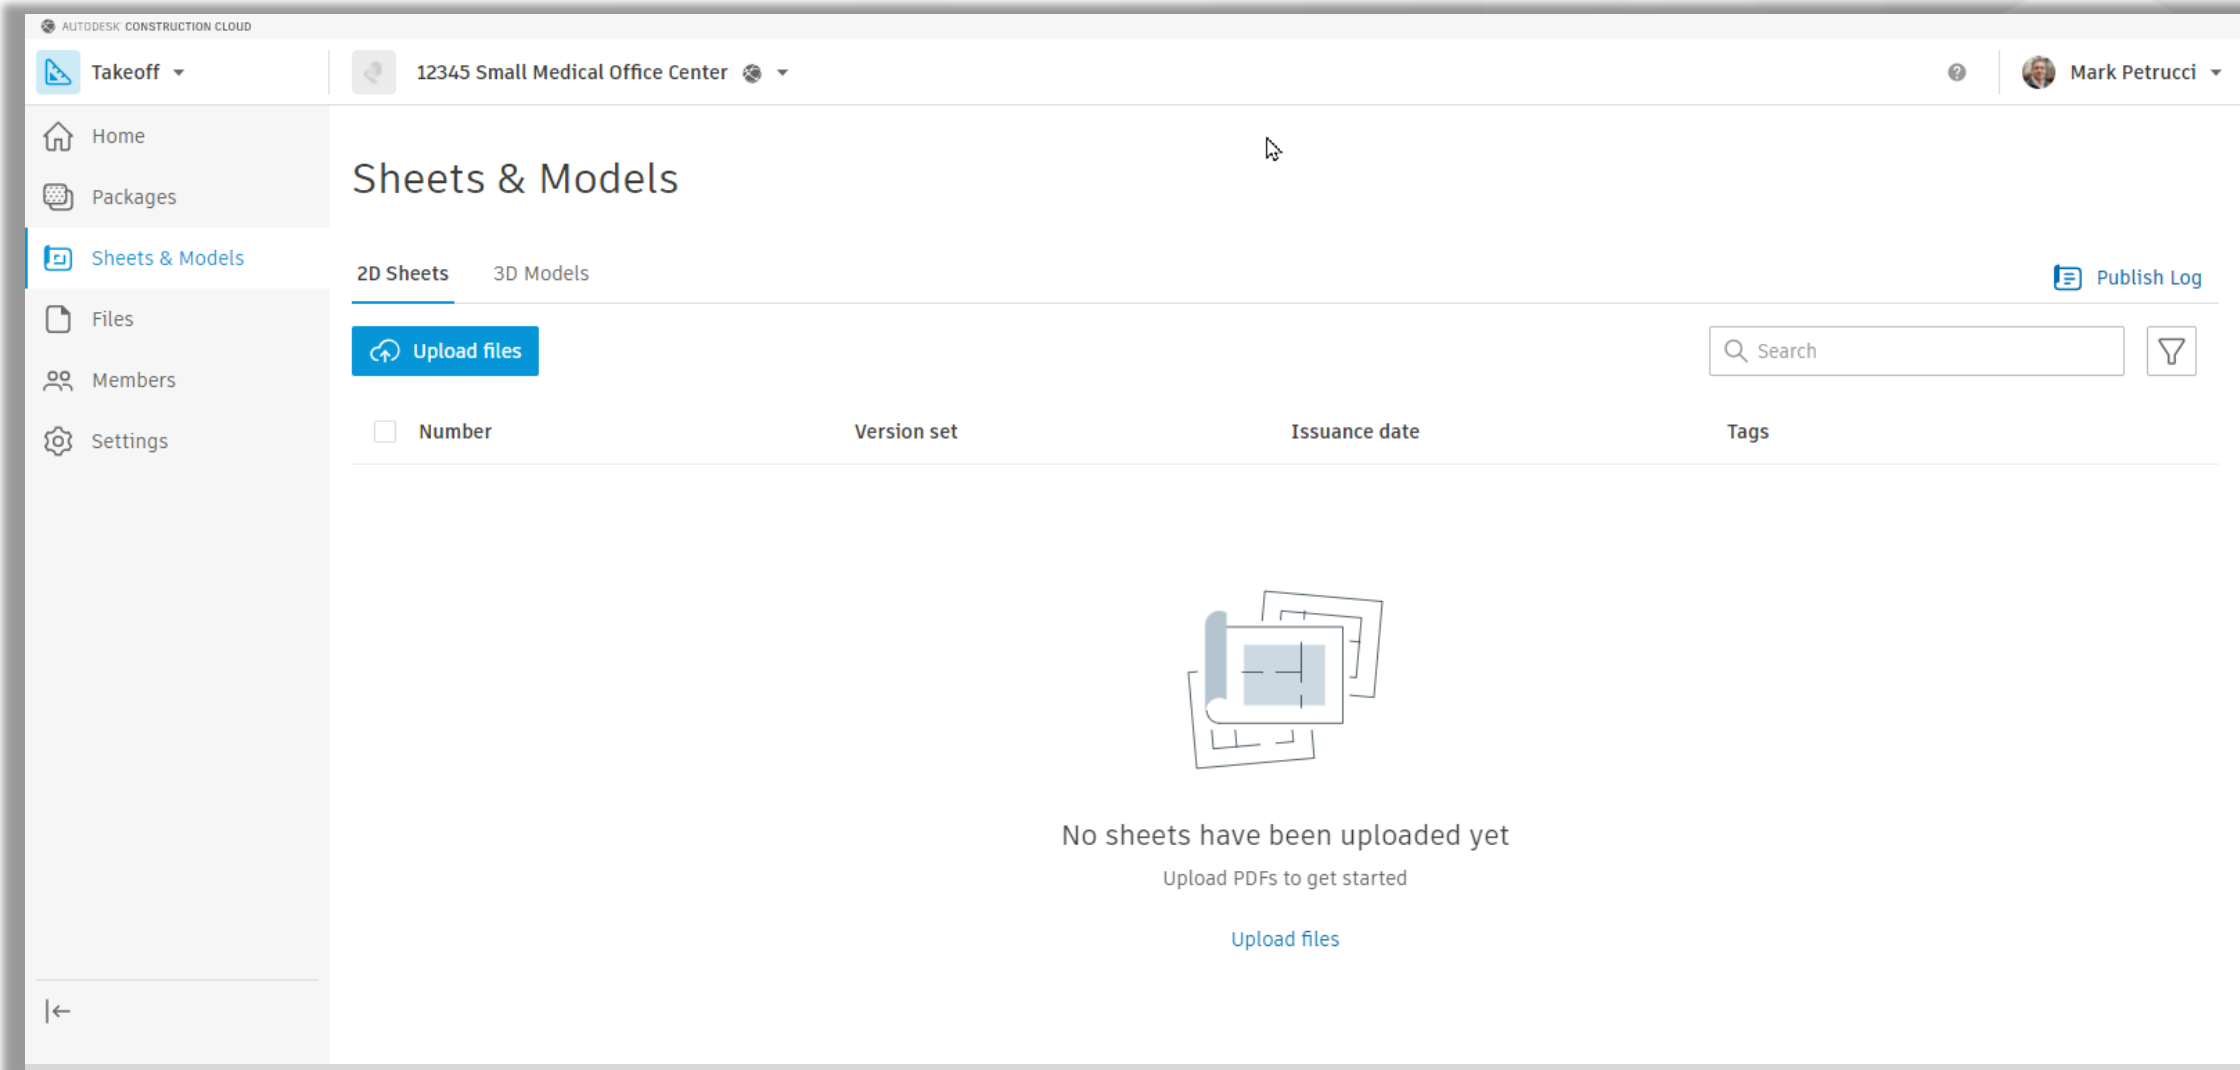 AUTODESK CONSTRUCTION CLOUD
Takeoff
12345 Small Medical Office Center
Mark Petrucci
Home
Packages
Sheets & Models
Files
Members
Settings
Sheets & Models
2D Sheets 3D Models
Publish Log
Upload files
Search
Number Version set Issuance date Tags
No sheets have been uploaded yet
Upload PDFs to get started
Upload files